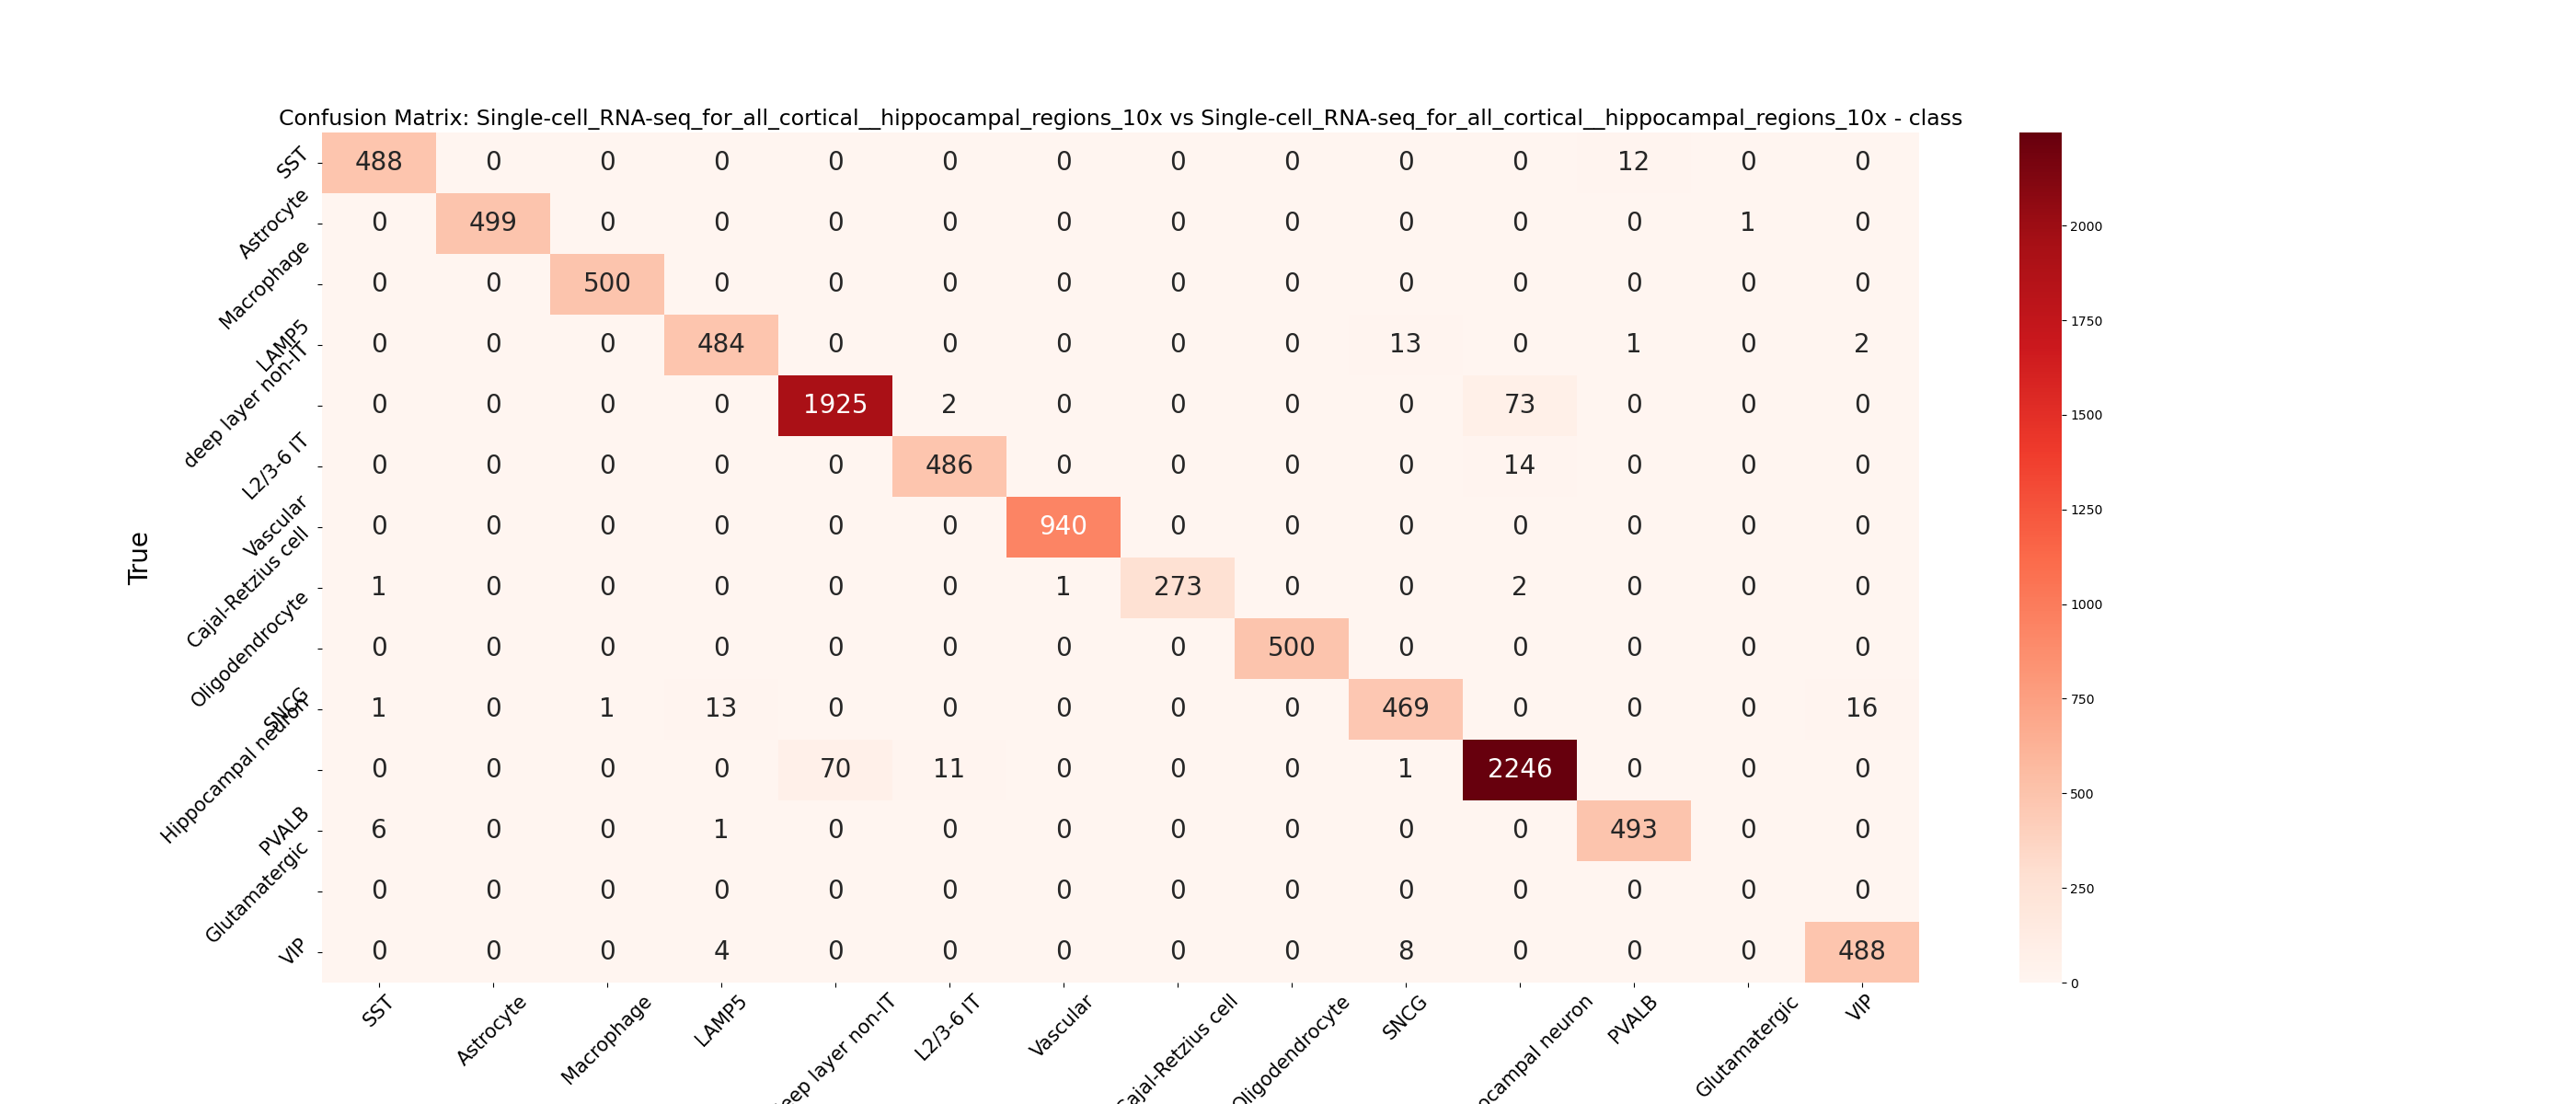 Confusion Matrix: Single-cell_RNA-seq_for_all_cortical__hippocampal_regions_10x vs Single-cell_RNA-seq_for_all_cortical__hippocampal_regions_10x - class
True
SST 488 0 0 0 0 0 0 0 0 0 0 12 0 0
Astrocyte 0 499 0 0 0 0 0 0 0 0 0 0 1 0
Macrophage 0 0 500 0 0 0 0 0 0 0 0 0 0 0
LAMP5 0 0 0 484 0 0 0 0 0 13 0 1 0 2
deep layer non-IT 0 0 0 0 1925 2 0 0 0 0 73 0 0 0
L2/3-6 IT 0 0 0 0 0 486 0 0 0 0 14 0 0 0
Vascular 0 0 0 0 0 0 940 0 0 0 0 0 0 0
Cajal-Retzius cell 1 0 0 0 0 0 1 273 0 0 2 0 0 0
Oligodendrocyte 0 0 0 0 0 0 0 0 500 0 0 0 0 0
SNCG 1 0 1 13 0 0 0 0 0 469 0 0 0 16
Hippocampal neuron 0 0 0 0 70 11 0 0 0 1 2246 0 0 0
PVALB 6 0 0 1 0 0 0 0 0 0 0 493 0 0
Glutamatergic 0 0 0 0 0 0 0 0 0 0 0 0 0 0
VIP 0 0 0 4 0 0 0 0 0 8 0 0 0 488
SST
Astrocyte
Macrophage
LAMP5
eep layer non-IT
L2/3-6 IT
Vascular
Cajal-Retzius cell
Oligodendrocyte
SNCG
ocampal neuron
PVALB
Glutamatergic
VIP
2000
1750
1500
1250
1000
750
500
250
0